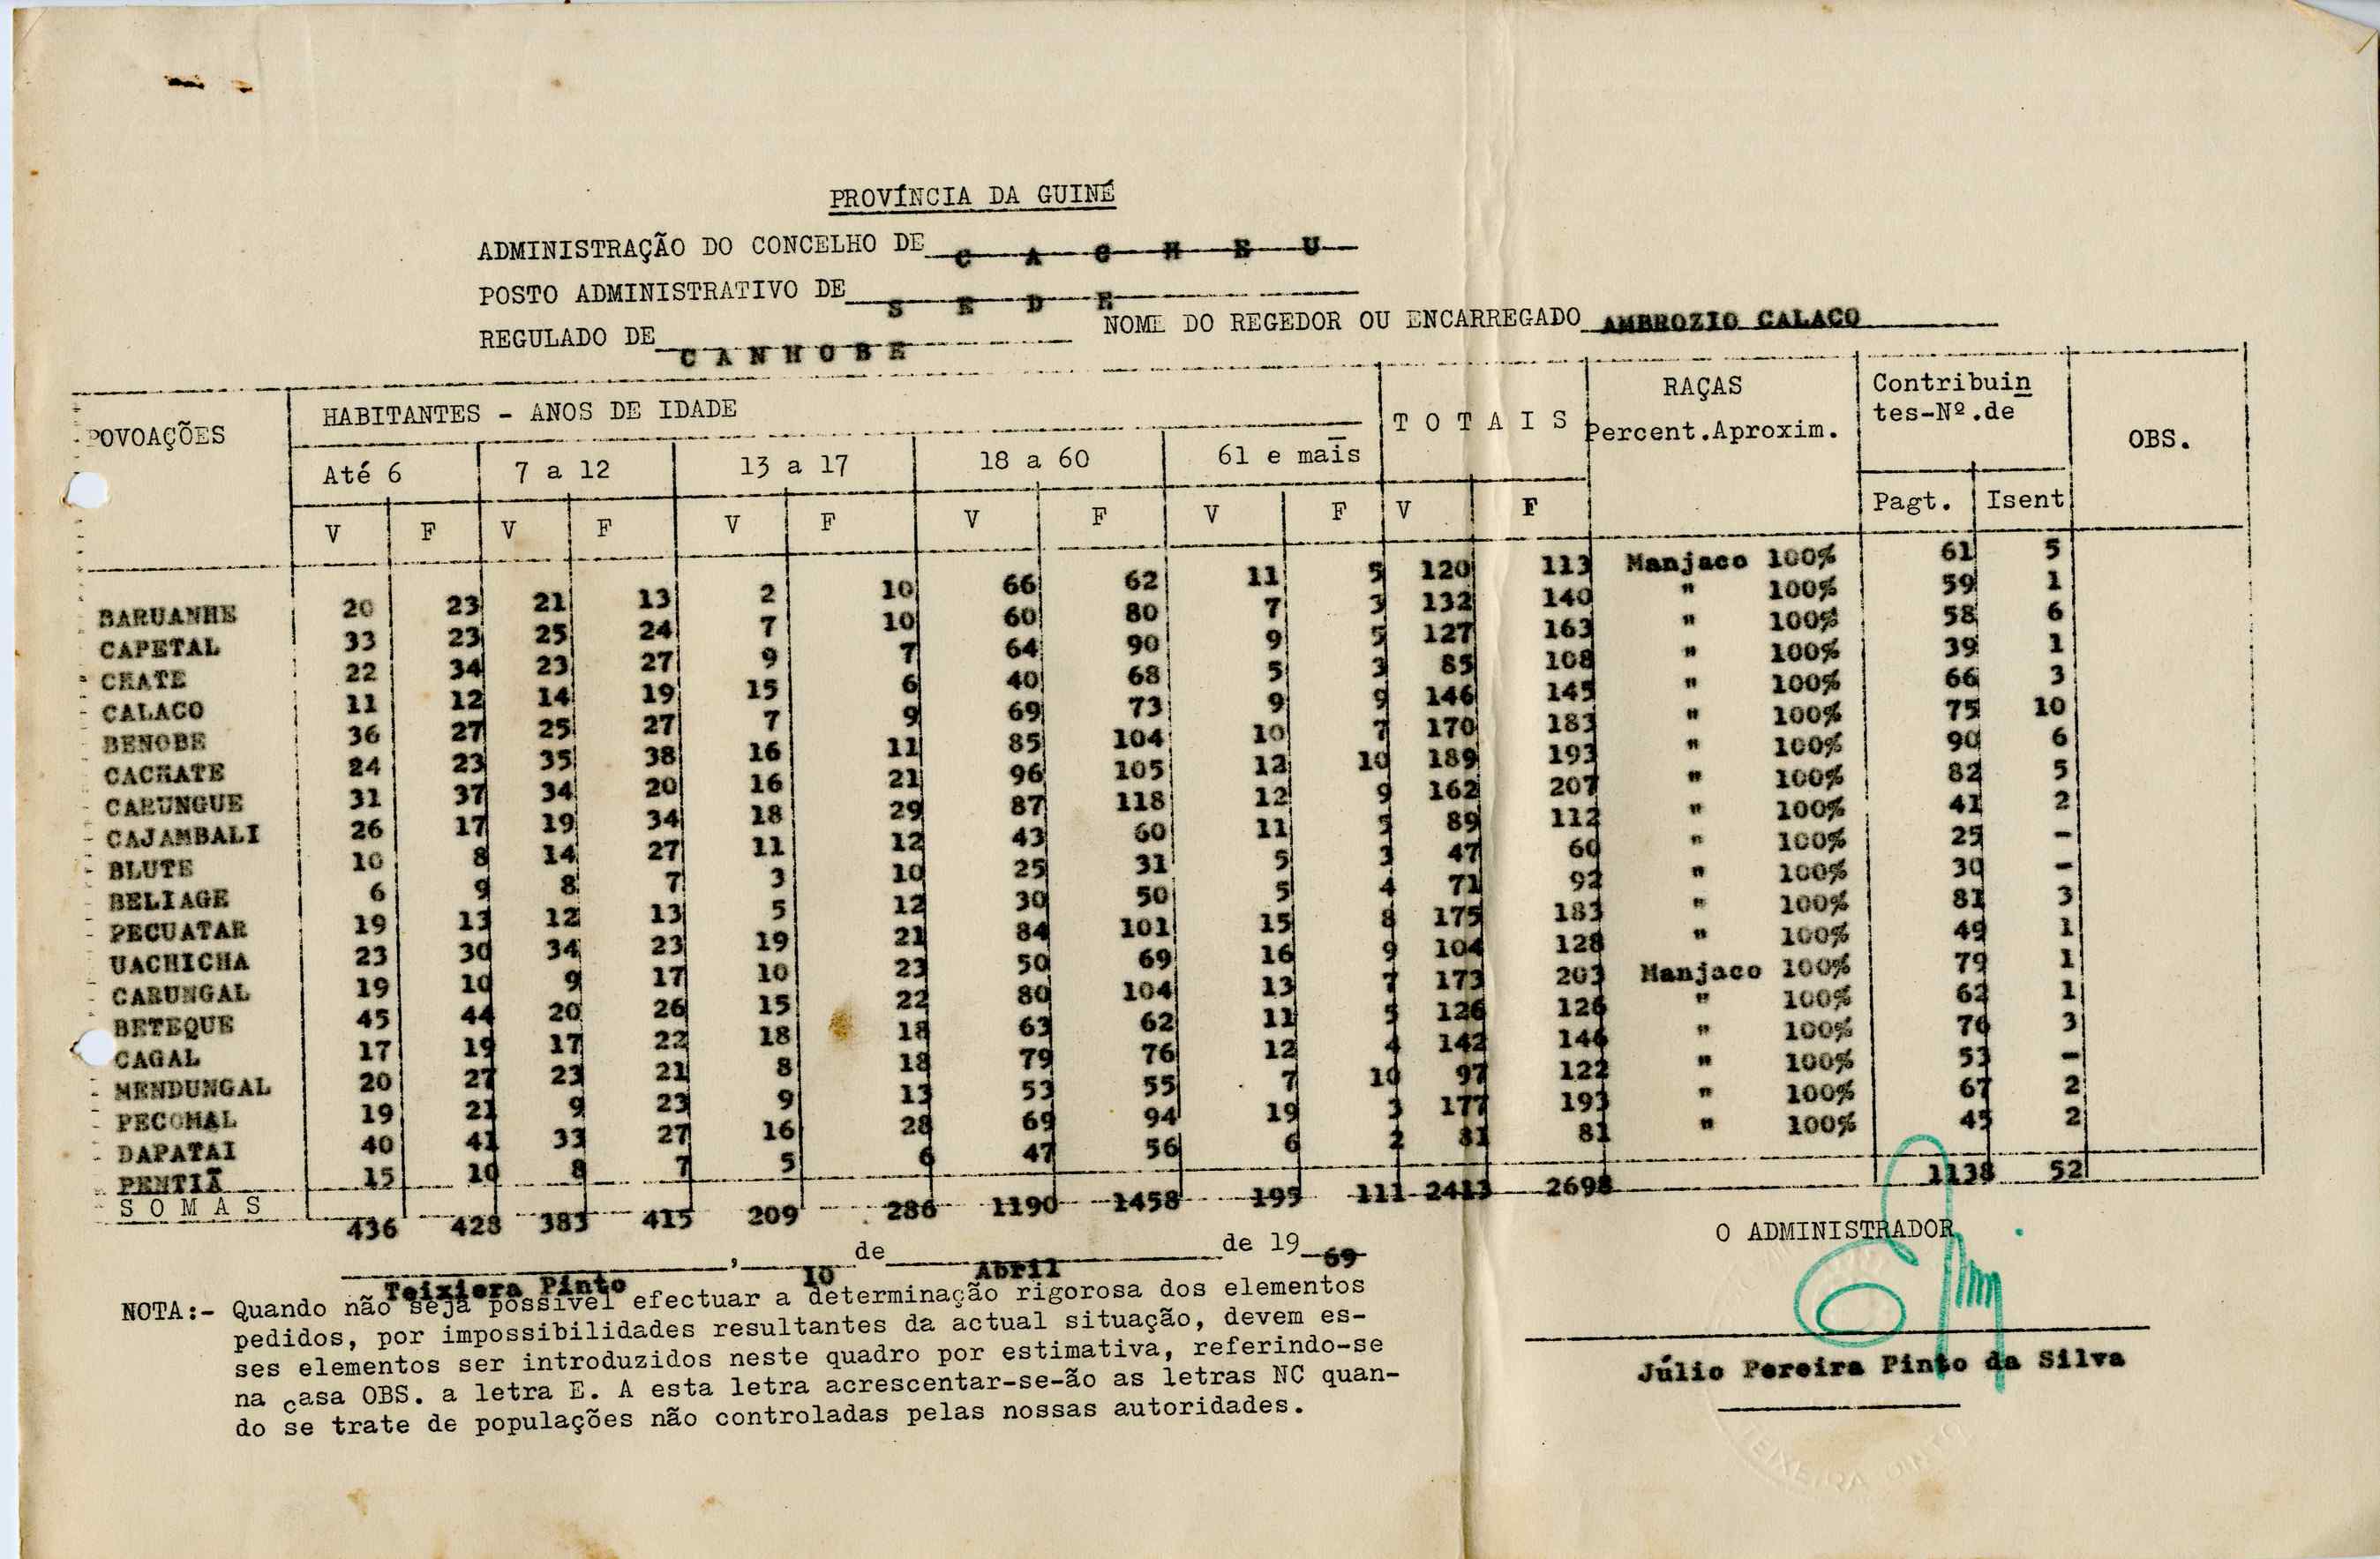 PROVÍNCIA DA GUINÉ
ADMINISTRAÇÃO DO CONCELHO DE C A C H E U
POSTO ADMINISTRATIVO DE S E D E
REGULADO DE C A N H O B E NOME DO REGEDOR OU ENCARREGADO AMBROZIO CALACO
POVOAÇÕES HABITANTES - ANOS DE IDADE T O T A I S RAÇAS Percent.Aproxim. Contribuin tes-Nº.de OBS.
Até 6 7 a 12 13 a 17 18 a 60 61 e mais
V F V F V F V F V F V F Pagt. Isent
BARUANHE 20 23 21 13 2 10 66 62 11 5 120 113 Manjaco 100% 61 5
CAPETAL 33 23 25 24 7 10 60 80 7 3 132 140 " 100% 59 1
CHATE 22 34 23 27 9 7 64 90 9 5 127 163 " 100% 58 6
CALACO 11 12 14 19 15 6 40 68 5 3 85 108 " 100% 39 1
BENOBE 36 27 25 27 7 9 69 73 9 9 146 145 " 100% 66 3
CACHATE 24 23 35 38 16 11 85 104 10 7 170 183 " 100% 75 10
CARUNGUE 31 37 34 20 16 21 96 105 12 10 189 193 " 100% 90 6
CAJAMBALI 26 17 19 34 18 29 87 118 12 9 162 207 " 100% 82 5
BLUTE 10 8 14 27 11 12 43 60 11 5 89 112 " 100% 41 2
BELIAGE 6 9 8 7 3 10 25 31 5 3 47 60 " 100% 25 -
PECUATAR 19 13 12 13 5 12 30 50 5 4 71 92 " 100% 30 -
UACHICHA 23 30 34 23 19 21 84 101 15 8 175 183 " 100% 81 3
CARUNGAL 19 10 9 17 10 23 50 69 16 9 104 128 " 100% 49 1
BETEQUE 45 44 20 26 15 22 80 104 13 7 173 203 Manjaco 100% 79 1
CAGAL 17 19 17 22 18 18 63 62 11 5 126 126 " 100% 62 1
MENDUNGAL 20 27 23 21 8 18 79 76 12 4 142 146 " 100% 76 3
PECOMAL 19 21 9 23 9 13 53 55 7 10 97 122 " 100% 53 -
DAPATAI 40 41 33 27 16 28 69 94 19 3 177 193 " 100% 67 2
PENTIÃ 15 10 8 7 5 6 47 56 6 2 81 81 " 100% 45 2
S O M A S 436 428 383 415 209 286 1190 1458 195 111 2413 2698 1138 52
Teixiera Pinto, 10 de Abril de 19 69
O ADMINISTRADOR
NOTA:- Quando não seja possível efectuar a determinação rigorosa dos elementos
pedidos, por impossibilidades resultantes da actual situação, devem es-
ses elementos ser introduzidos neste quadro por estimativa, referindo-se
na casa OBS. a letra E. A esta letra acrescentar-se-ão as letras NC quan-
do se trate de populações não controladas pelas nossas autoridades.
Júlio Pereira Pinto da Silva
TEIXEIRA PINTO